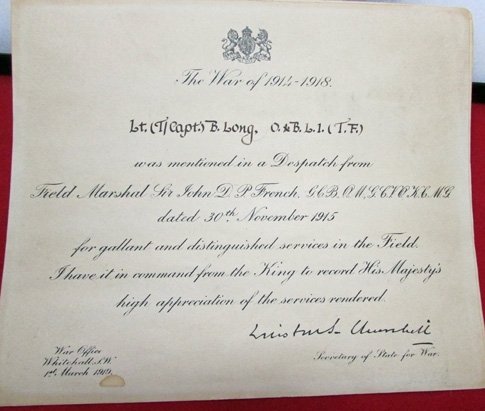 The War of 1914-1918.
Lt. (T/Capt.) B. Long, O. & B. L. I. (T.F.)
was mentioned in a Despatch from
Field Marshal Sir John D. P. French, G.C.B., O.M., G.C.V.O., K.C.M.G
dated 30th November 1915
for gallant and distinguished services in the Field.
I have it in command from the King to record His Majesty's
high appreciation of the services rendered.
Winston S. Churchill
War Office
Whitehall, S.W.
1st March 1919.
Secretary of State for War.